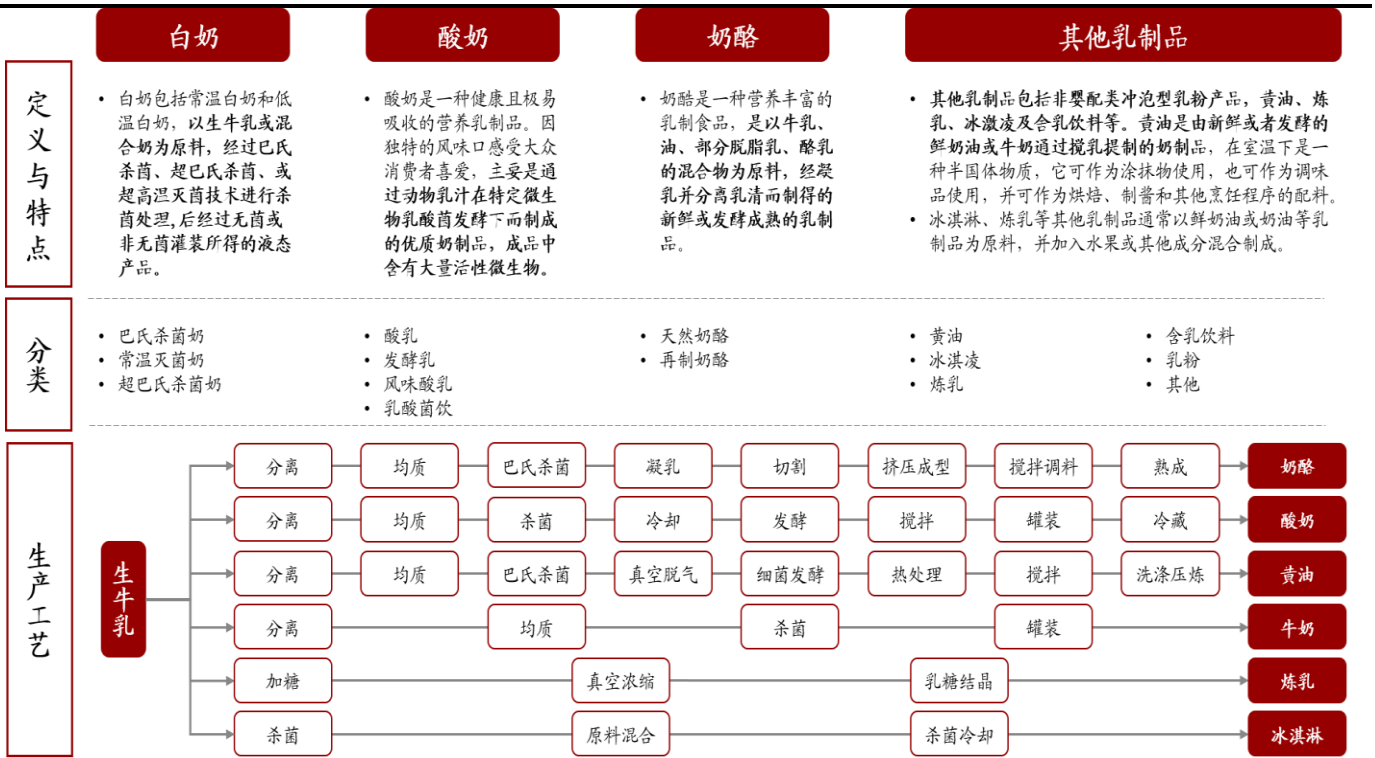 白奶
酸奶
奶酪
其他乳制品
定义与特点
• 白奶包括常温白奶和低
温白奶，以生牛乳或混
合奶为原料，经过巴氏
杀菌、超巴氏杀菌、或
超高温灭菌技术进行杀
菌处理,后经过无菌或
非无菌灌装所得的液态
产品。
• 酸奶是一种健康且极易
吸收的营养乳制品。因
独特的风味口感受大众
消费者喜爱，主要是通
过动物乳汁在特定微生
物乳酸菌发酵下而制成
的优质奶制品，成品中
含有大量活性微生物。
• 奶酪是一种营养丰富的
乳制食品，是以牛乳、
油、部分脱脂乳、酪乳
的混合物为原料，经凝
乳并分离乳清而制得的
新鲜或发酵成熟的乳制
品。
• 其他乳制品包括非婴配类冲泡型乳粉产品，黄油、炼
乳、冰激凌及含乳饮料等。黄油是由新鲜或者发酵的
鲜奶油或牛奶通过搅乳提制的奶制品，在室温下是一
种半固体物质，它可作为涂抹物使用，也可作为调味
品使用，并可作为烘焙、制酱和其他烹饪程序的配料。
• 冰淇淋、炼乳等其他乳制品通常以鲜奶油或奶油等乳
制品为原料，并加入水果或其他成分混合制成。
分类
• 巴氏杀菌奶
• 常温灭菌奶
• 超巴氏杀菌奶
• 酸乳
• 发酵乳
• 风味酸乳
• 乳酸菌饮
• 天然奶酪
• 再制奶酪
• 黄油
• 冰淇凌
• 炼乳
• 含乳饮料
• 乳粉
• 其他
生产工艺
生牛乳
分离 均质 巴氏杀菌 凝乳 切割 挤压成型 搅拌调料 熟成 奶酪
分离 均质 杀菌 冷却 发酵 搅拌 罐装 冷藏 酸奶
分离 均质 巴氏杀菌 真空脱气 细菌发酵 热处理 搅拌 洗涤压炼 黄油
分离 均质 杀菌 罐装 牛奶
加糖 真空浓缩 乳糖结晶 炼乳
杀菌 原料混合 杀菌冷却 冰淇淋